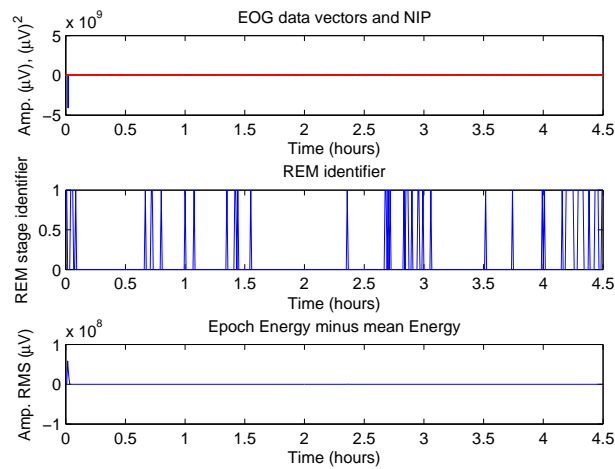 EOG data vectors and NIP
x 10^9
Amp. (μV), (μV)^2
5
0
-5
0 0.5 1 1.5 2 2.5 3 3.5 4 4.5
Time (hours)
REM identifier
REM stage identifier
1
0.5
0
0 0.5 1 1.5 2 2.5 3 3.5 4 4.5
Time (hours)
Epoch Energy minus mean Energy
x 10^8
Amp. RMS (μV)
1
0
-1
0 0.5 1 1.5 2 2.5 3 3.5 4 4.5
Time (hours)